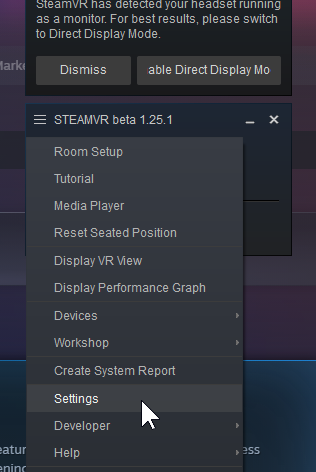 SteamVR has detected your headset running
as a monitor. For best results, please switch
to Direct Display Mode.
Dismiss
able Direct Display Mo
Marke
STEAMVR beta 1.25.1
Room Setup
Tutorial
Media Player
Reset Seated Position
Display VR View
Display Performance Graph
Devices
Workshop
Create System Report
Settings
Developer
Help
eatur
ess
ening